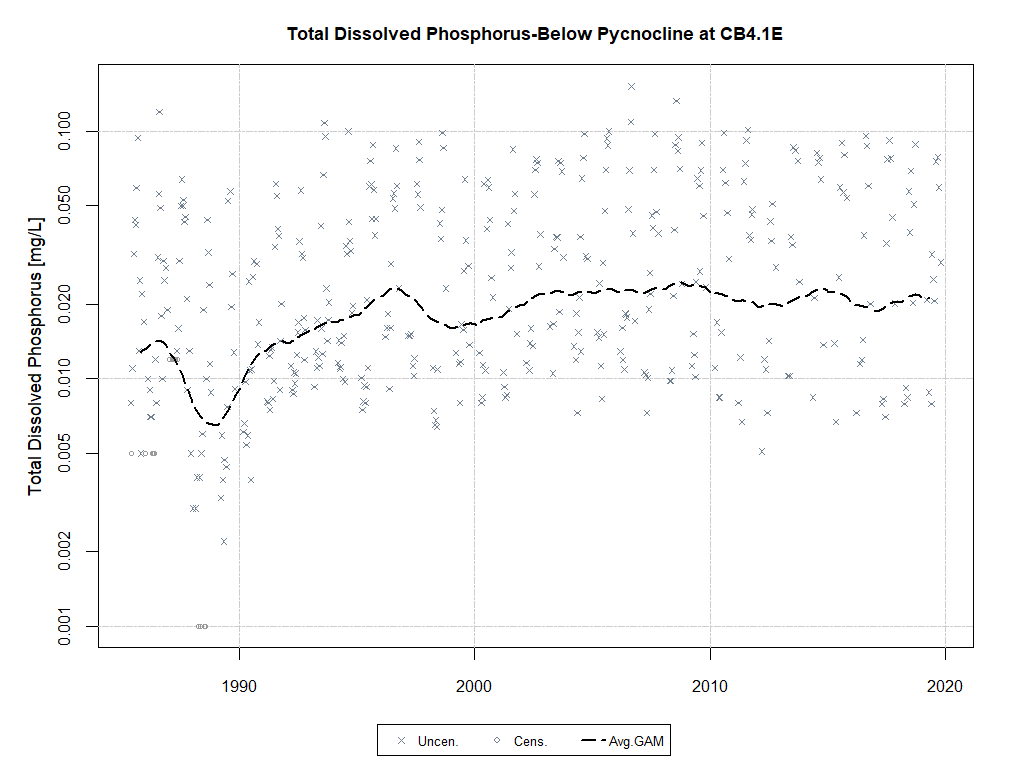 Total Dissolved Phosphorus-Below Pycnocline at CB4.1E
Total Dissolved Phosphorus [mg/L]
0.100
0.050
0.020
0.010
0.005
0.002
0.001
1990 2000 2010 2020
Uncen. Cens. Avg.GAM